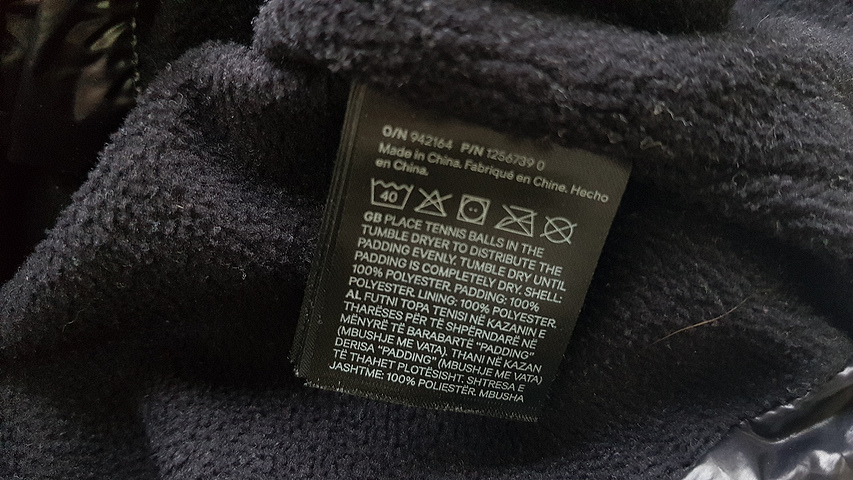 O/N 942164 P/N 1256739 0
Made in China. Fabriqué en Chine. Hecho
en China.
40
GB PLACE TENNIS BALLS IN THE
TUMBLE DRYER TO DISTRIBUTE THE
PADDING EVENLY. TUMBLE DRY UNTIL
PADDING IS COMPLETELY DRY. SHELL:
100% POLYESTER. PADDING: 100%
POLYESTER. LINING: 100% POLYESTER.
AL FUTNI TOPA TENISI NË KAZANIN E
THARËSES PËR TË SHPËRNDARË NË
MËNYRË TË BARABARTË "PADDING"
(MBUSHJE ME VATA). THANI NË KAZAN
DERISA "PADDING" (MBUSHJE ME VATA)
TË THAHET PLOTËSISHT. SHTRESA E
JASHTME: 100% POLIESTËR. MBUSHA